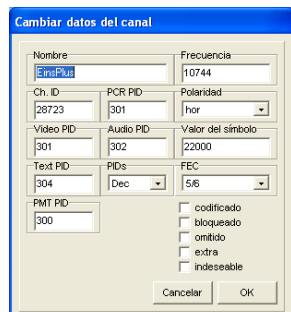 Cambiar datos del canal
Nombre
Frecuencia
EinsPlus
10744
Ch. ID
PCR PID
Polaridad
28723
301
hor
Video PID
Audio PID
Valor del símbolo
301
302
22000
Text PID
PIDs
FEC
304
Dec
5/6
PMT PID
300
codificado
bloqueado
omitido
extra
indeseable
Cancelar
OK